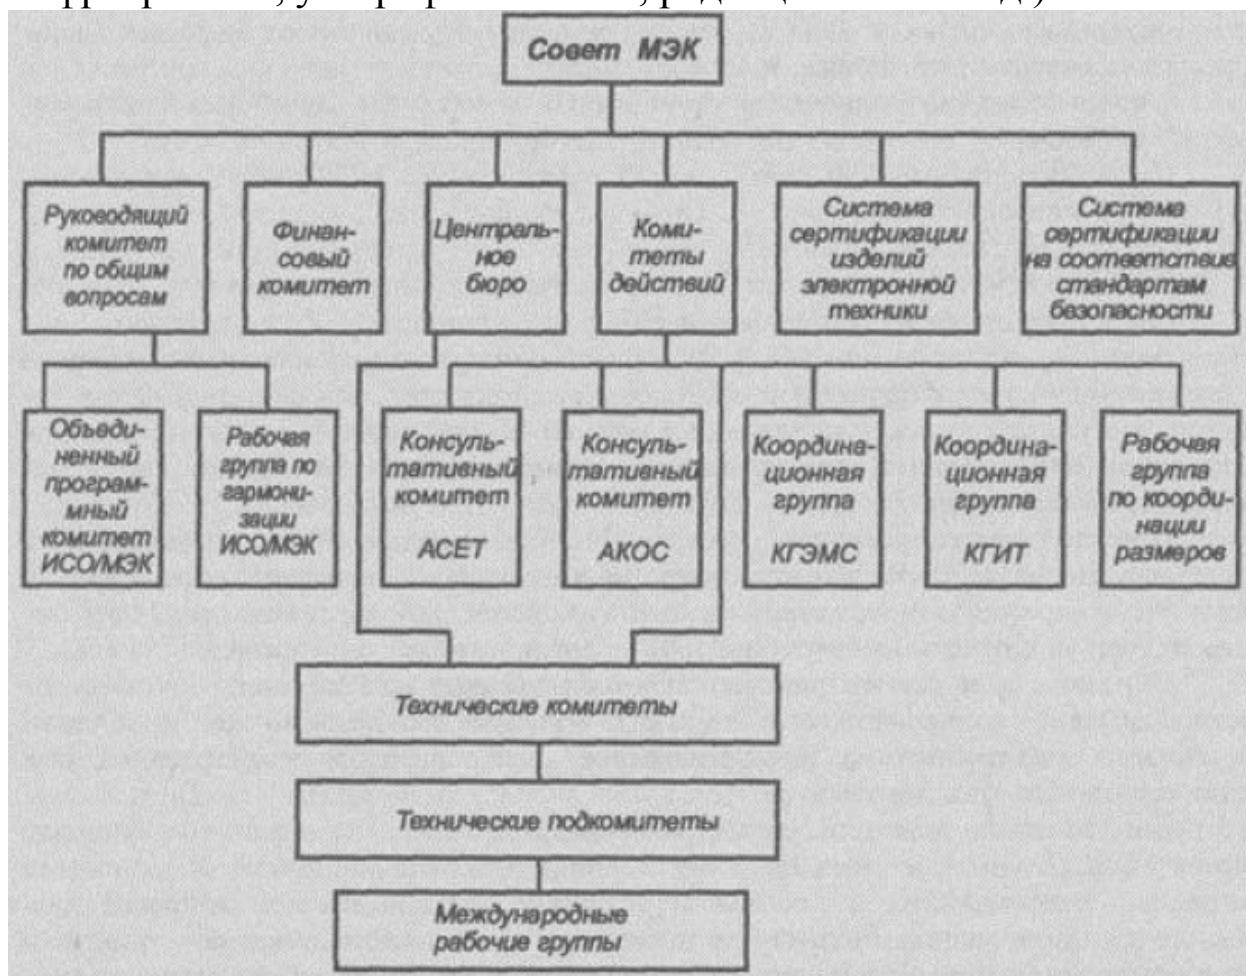 Совет МЭК
Руководящий
комитет
по общим
вопросам
Финан-
совый
комитет
Централь-
ное
бюро
Коми-
теты
действий
Система
сертификации
изделий
электронной
техники
Система
сертификации
на соответствие
стандартам
безопасности
Объеди-
ненный
програм-
мный
комитет
ИСО/МЭК
Рабочая
группа по
гармони-
зации
ИСО/МЭК
Консуль-
тативный
комитет
АСЕТ
Консуль-
тативный
комитет
АКОС
Координа-
ционная
группа
КГЭМС
Координа-
ционная
группа
КГИТ
Рабочая
группа
по коорди-
нации
размеров
Технические комитеты
Технические подкомитеты
Международные
рабочие группы